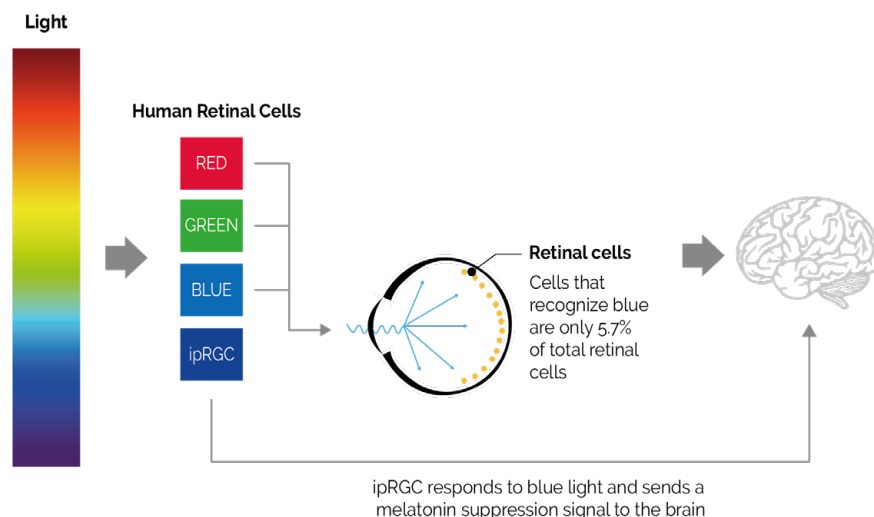 Light
Human Retinal Cells
RED
GREEN
BLUE
ipRGC
Retinal cells
Cells that
recognize blue
are only 5.7%
of total retinal
cells
ipRGC responds to blue light and sends a
melatonin suppression signal to the brain